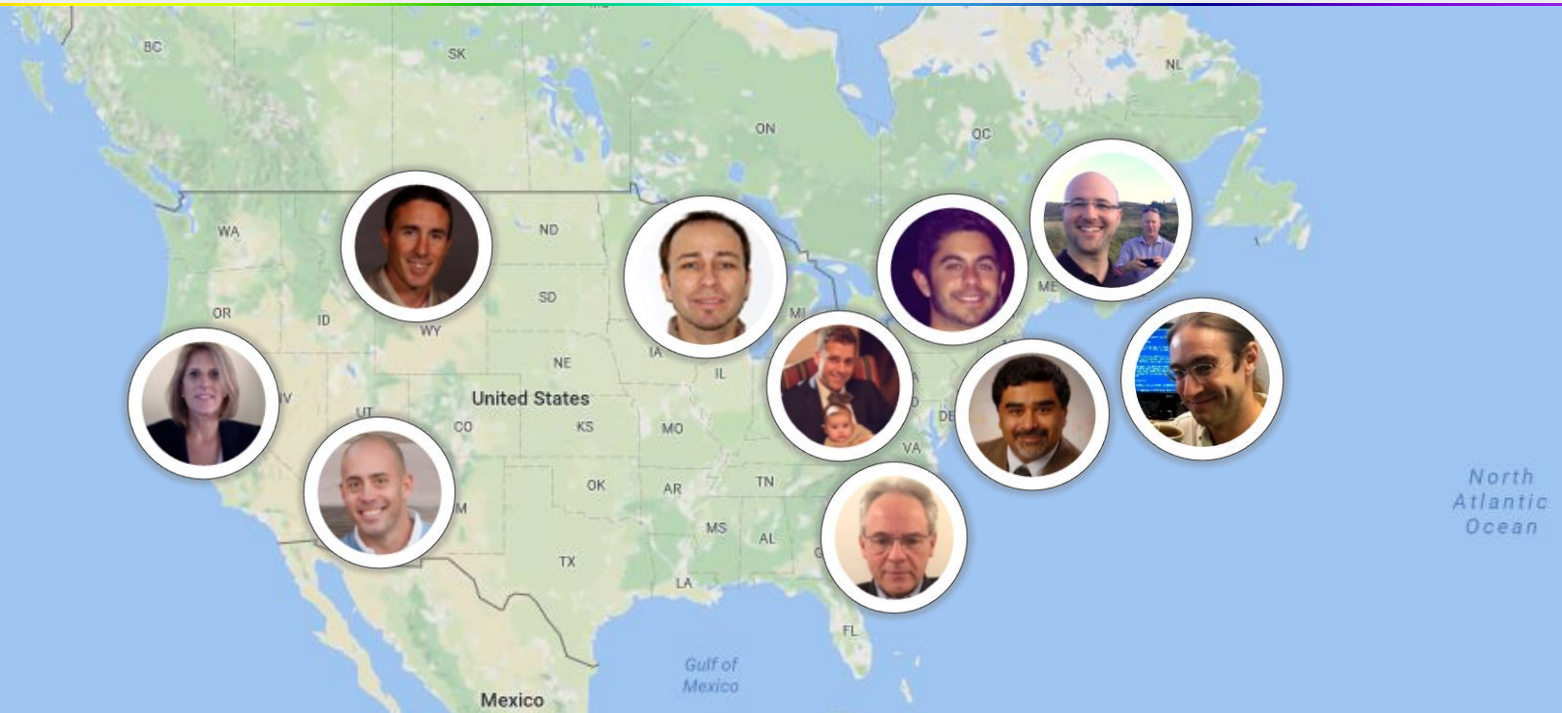 BC
SK
NL
ON
QC
WA
ND
ME
OR
ID
SD
MI
WY
NE
IA
IL
United States
UT
CO
KS
MO
DE
VA
OK
AR
TN
MS
AL
TX
LA
FL
North
Atlantic
Ocean
Gulf of
Mexico
Mexico